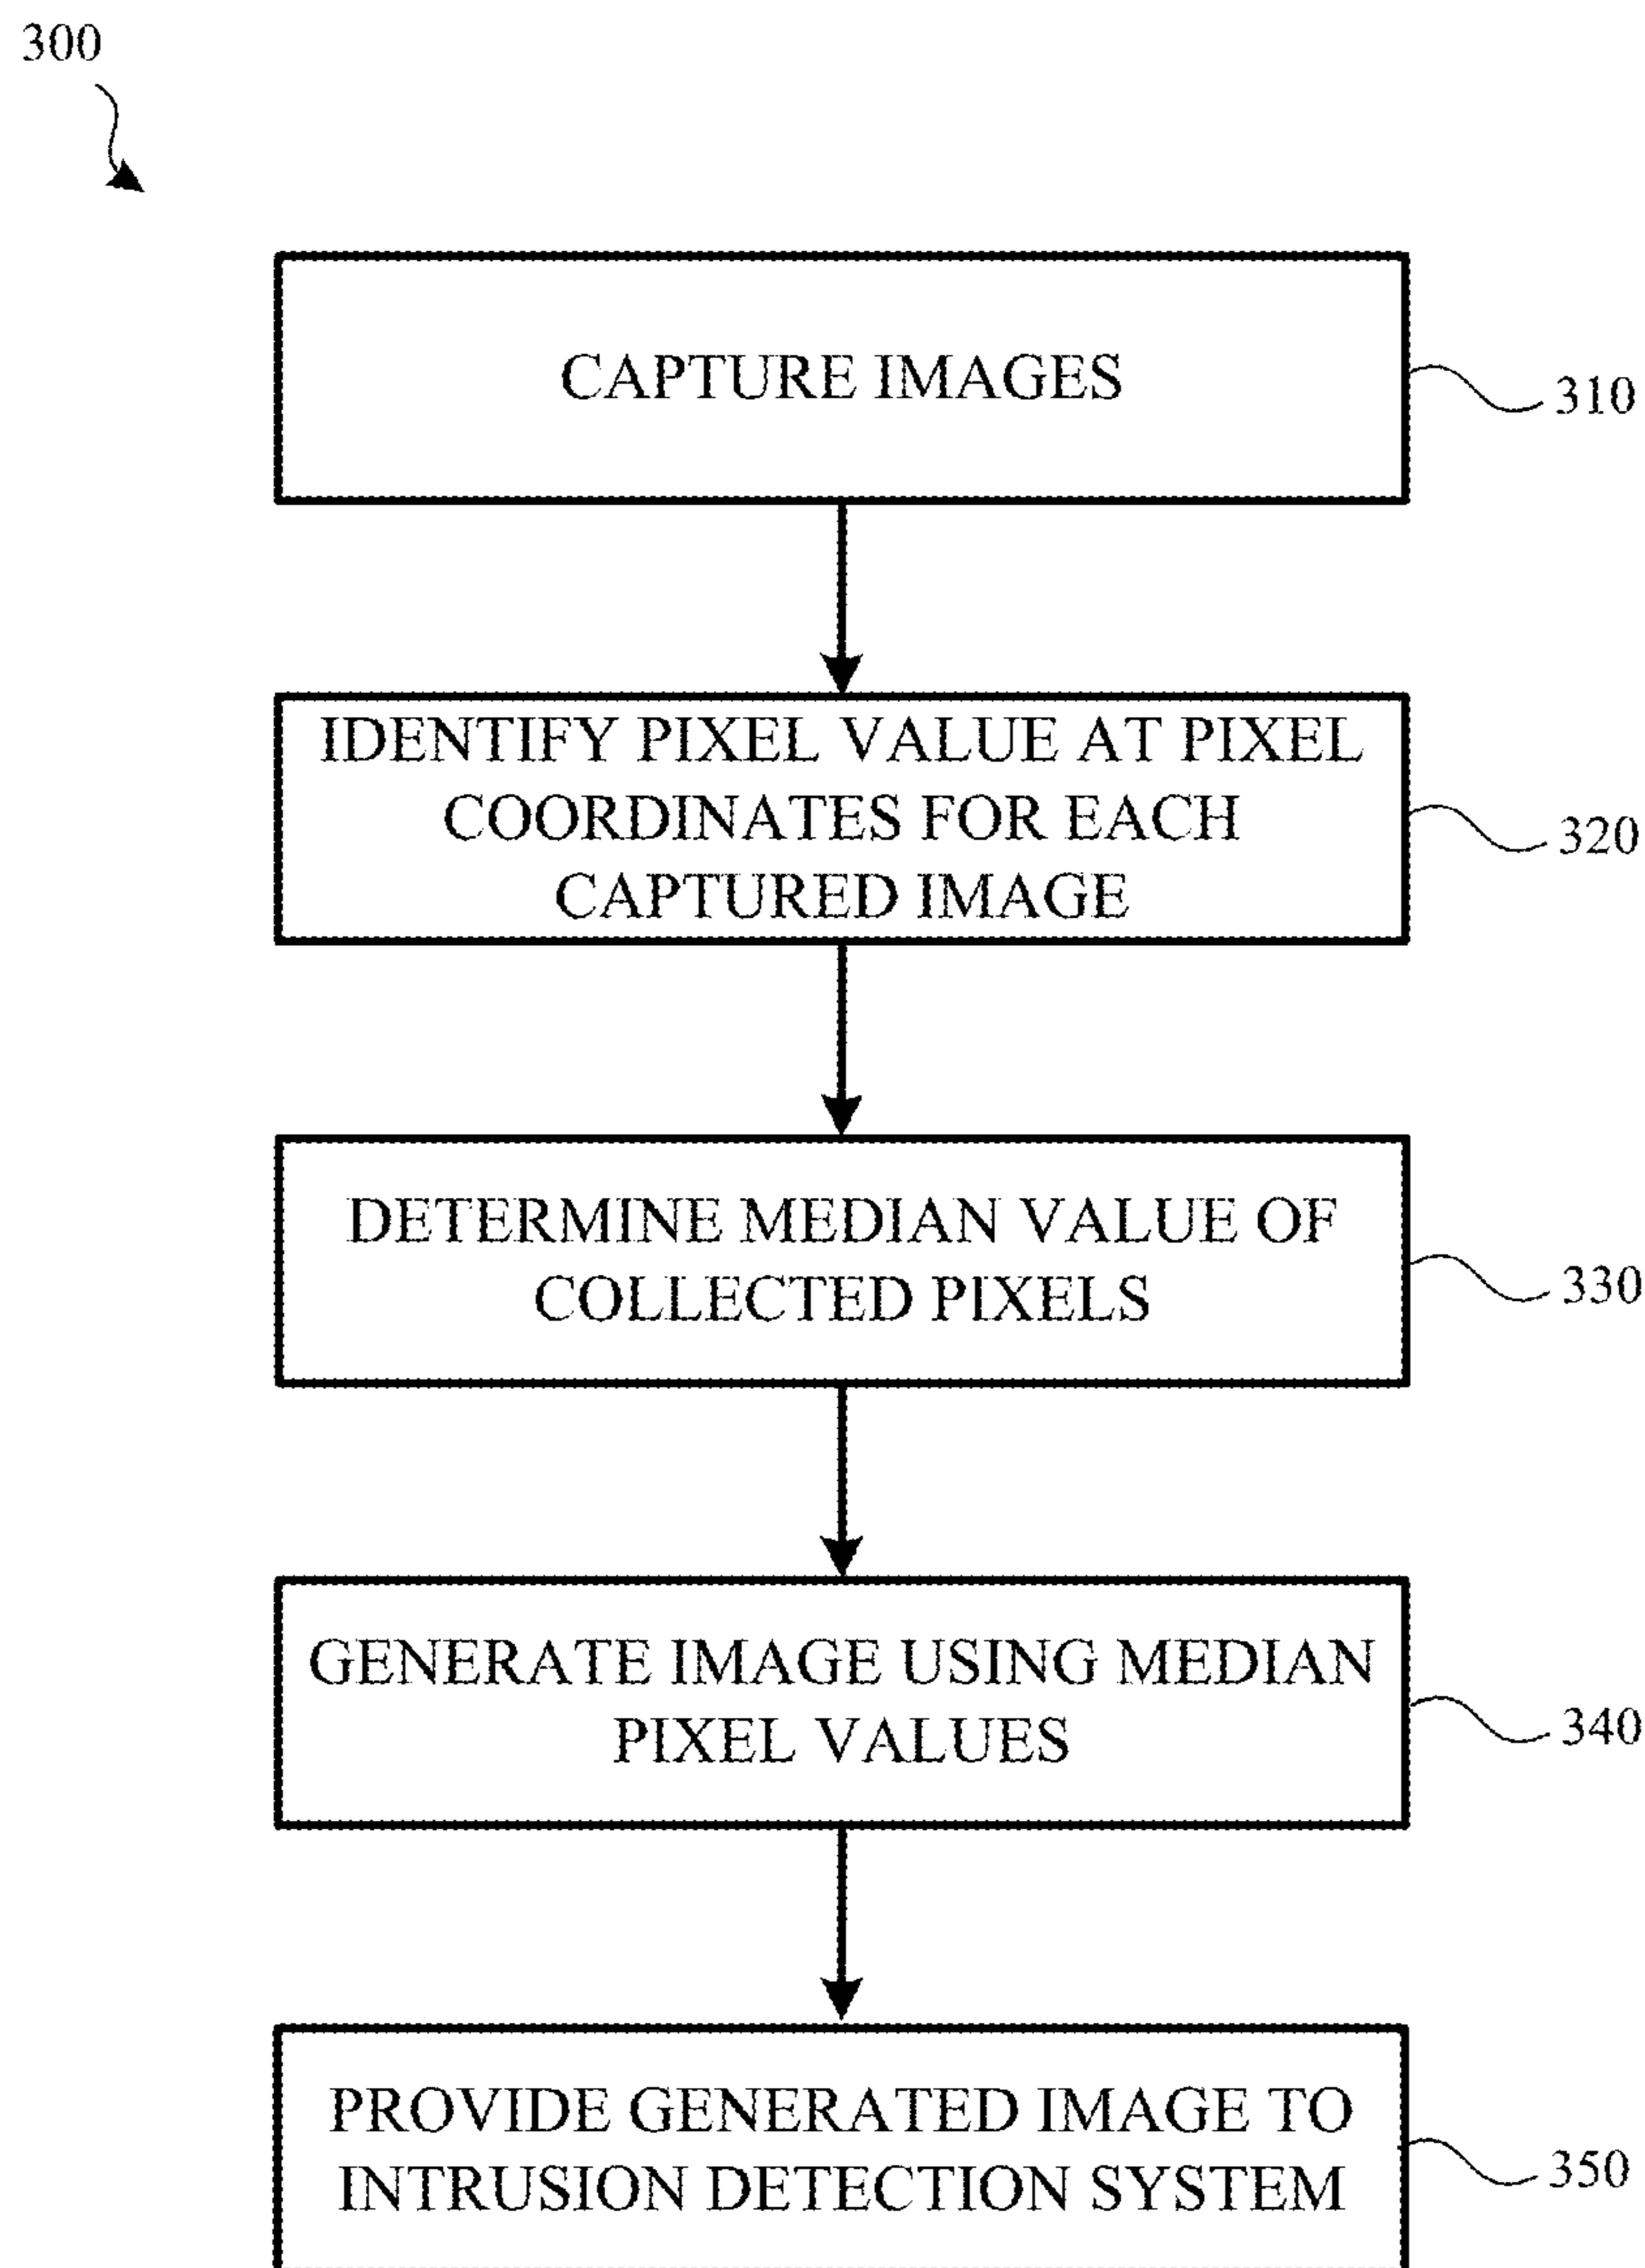 300
CAPTURE IMAGES
310
IDENTIFY PIXEL VALUE AT PIXEL
COORDINATES FOR EACH
CAPTURED IMAGE
320
DETERMINE MEDIAN VALUE OF
COLLECTED PIXELS
330
GENERATE IMAGE USING MEDIAN
PIXEL VALUES
340
PROVIDE GENERATED IMAGE TO
INTRUSION DETECTION SYSTEM
350